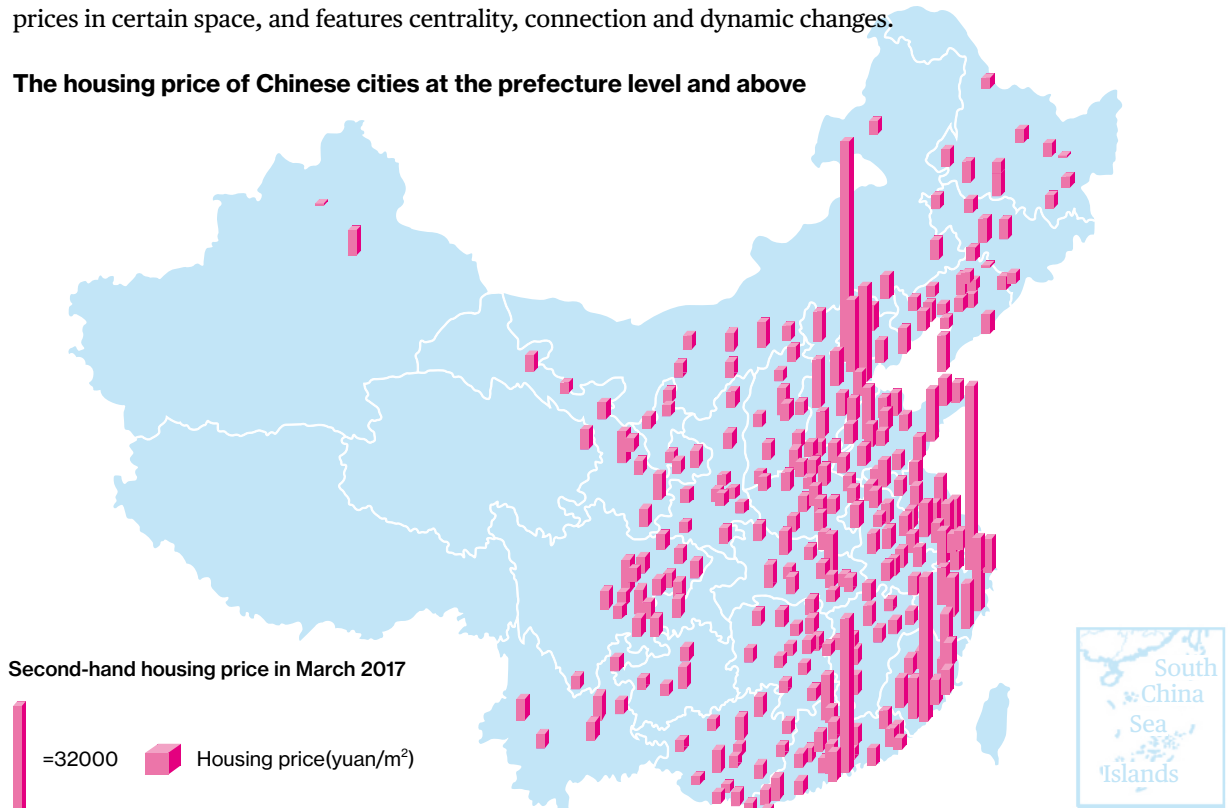 prices in certain space, and features centrality, connection and dynamic changes.
The housing price of Chinese cities at the prefecture level and above
Second-hand housing price in March 2017
=32000
Housing price(yuan/m²)
South
China
Sea
Islands